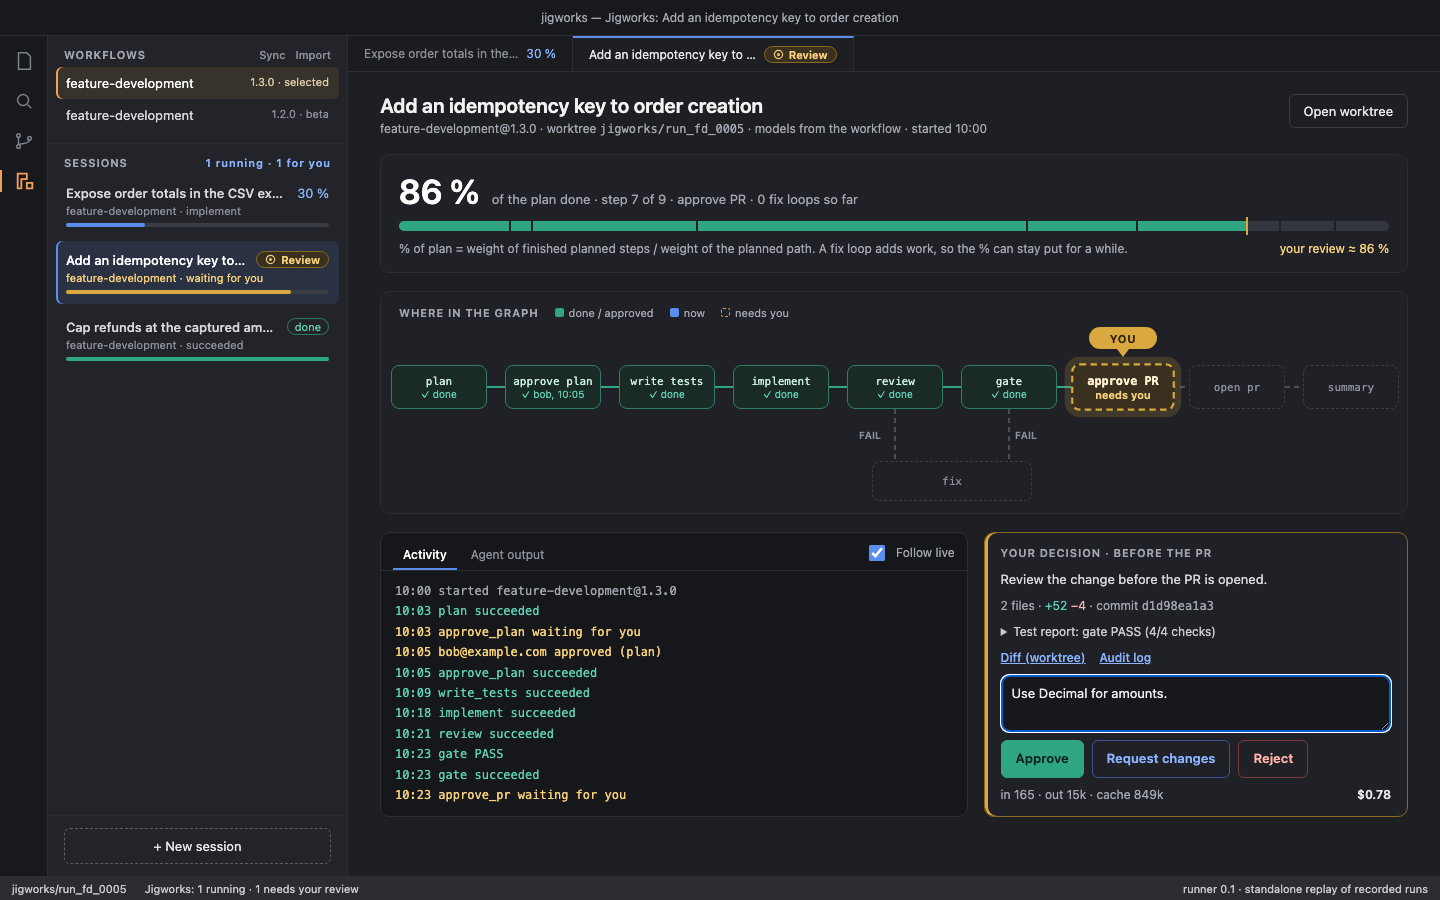 jigworks — Jigworks: Add an idempotency key to order creation
WORKFLOWS
Sync Import
feature-development 1.3.0 · selected
feature-development 1.2.0 · beta
SESSIONS 1 running · 1 for you
Expose order totals in the CSV ex... 30 %
feature-development · implement
Add an idempotency key to... Review
feature-development · waiting for you
Cap refunds at the captured am... done
feature-development · succeeded
+ New session
Expose order totals in the... 30 %
Add an idempotency key to ... Review
Add an idempotency key to order creation
feature-development@1.3.0 · worktree jigworks/run_fd_0005 · models from the workflow · started 10:00
Open worktree
86 % of the plan done · step 7 of 9 · approve PR · 0 fix loops so far
% of plan = weight of finished planned steps / weight of the planned path. A fix loop adds work, so the % can stay put for a while.
your review ≈ 86 %
WHERE IN THE GRAPH done / approved now needs you
YOU
plan
✓ done
approve plan
✓ bob, 10:05
write tests
✓ done
implement
✓ done
review
✓ done
gate
✓ done
approve PR
needs you
open pr
summary
FAIL
FAIL
fix
Activity Agent output Follow live
10:00 started feature-development@1.3.0
10:03 plan succeeded
10:03 approve_plan waiting for you
10:05 bob@example.com approved (plan)
10:05 approve_plan succeeded
10:09 write_tests succeeded
10:18 implement succeeded
10:21 review succeeded
10:23 gate PASS
10:23 gate succeeded
10:23 approve_pr waiting for you
YOUR DECISION · BEFORE THE PR
Review the change before the PR is opened.
2 files · +52 −4 · commit d1d98ea1a3
Test report: gate PASS (4/4 checks)
Diff (worktree) Audit log
Use Decimal for amounts.
Approve Request changes Reject
in 165 · out 15k · cache 849k $0.78
jigworks/run_fd_0005 Jigworks: 1 running · 1 needs your review
runner 0.1 · standalone replay of recorded runs